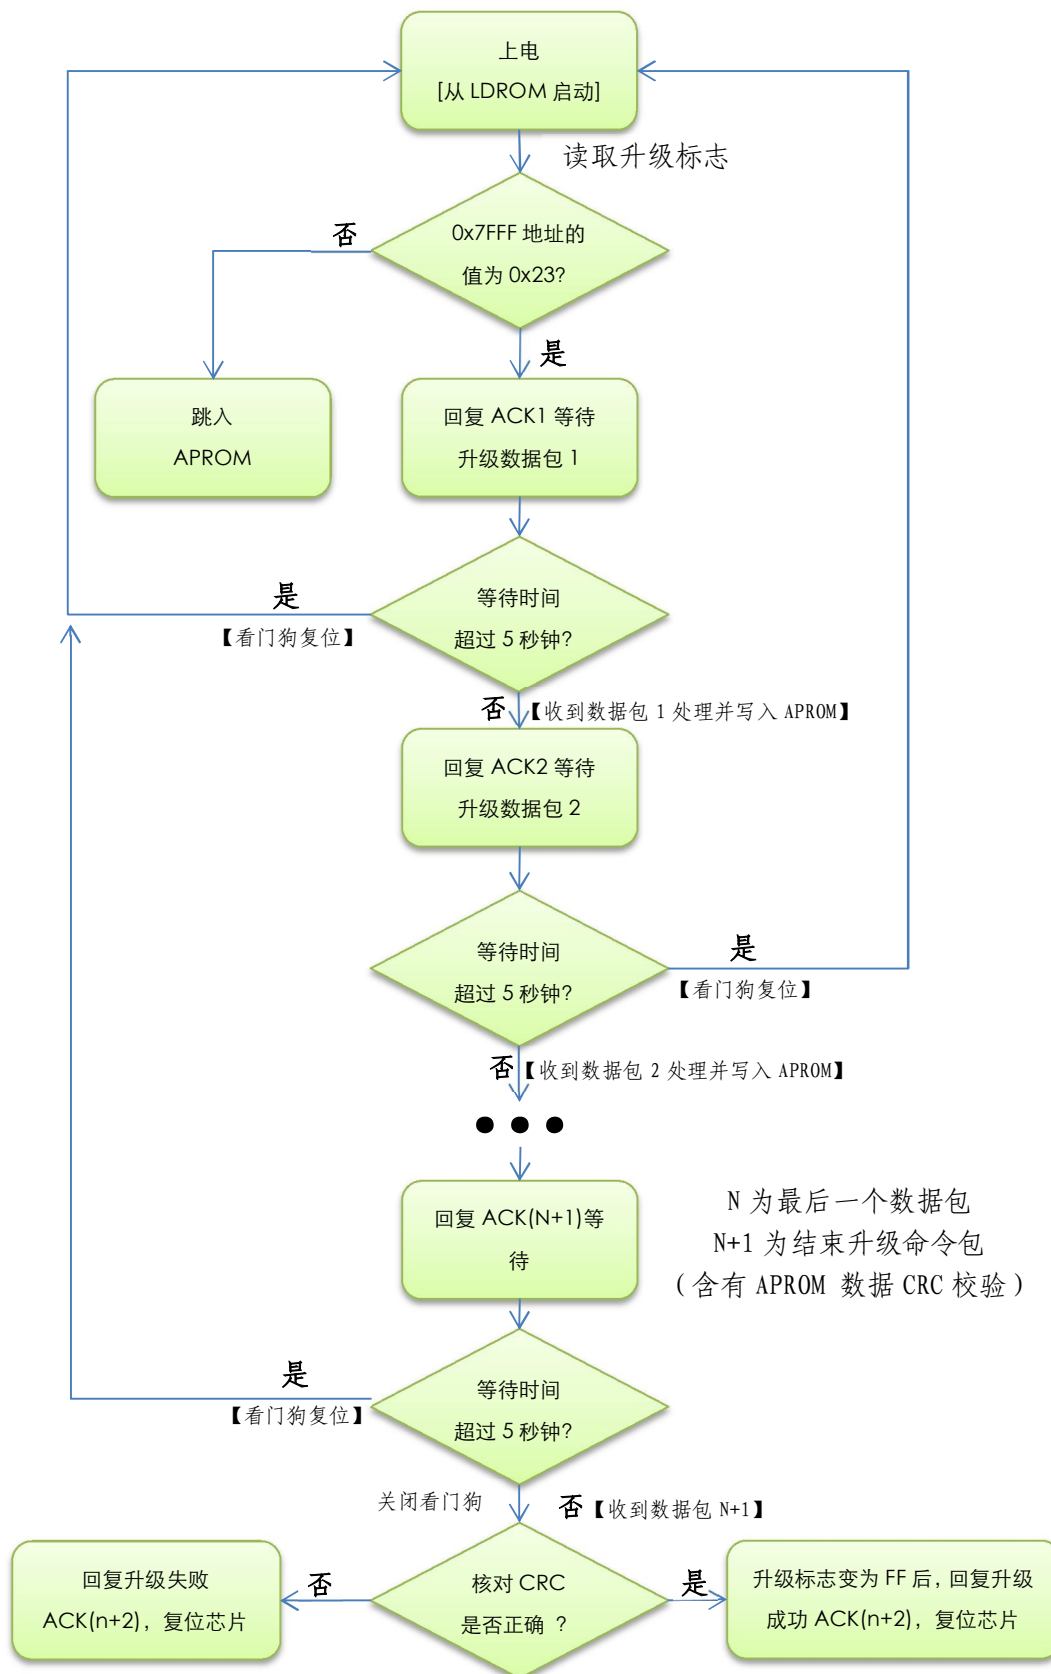 上电
[从 LDROM 启动]
读取升级标志
0x7FFF 地址的
值为 0x23?
否
是
跳入
APROM
回复 ACK1 等待
升级数据包 1
等待时间
超过 5 秒钟?
是
【看门狗复位】
否【收到数据包 1 处理并写入 APROM】
回复 ACK2 等待
升级数据包 2
等待时间
超过 5 秒钟?
是
【看门狗复位】
否【收到数据包 2 处理并写入 APROM】
● ● ●
回复 ACK(N+1)等
待
N 为最后一个数据包
N+1 为结束升级命令包
（含有 APROM 数据 CRC 校验）
等待时间
超过 5 秒钟?
是
【看门狗复位】
关闭看门狗
否【收到数据包 N+1】
核对 CRC
是否正确 ?
否
是
回复升级失败
ACK(n+2)，复位芯片
升级标志变为 FF 后，回复升级
成功 ACK(n+2)，复位芯片